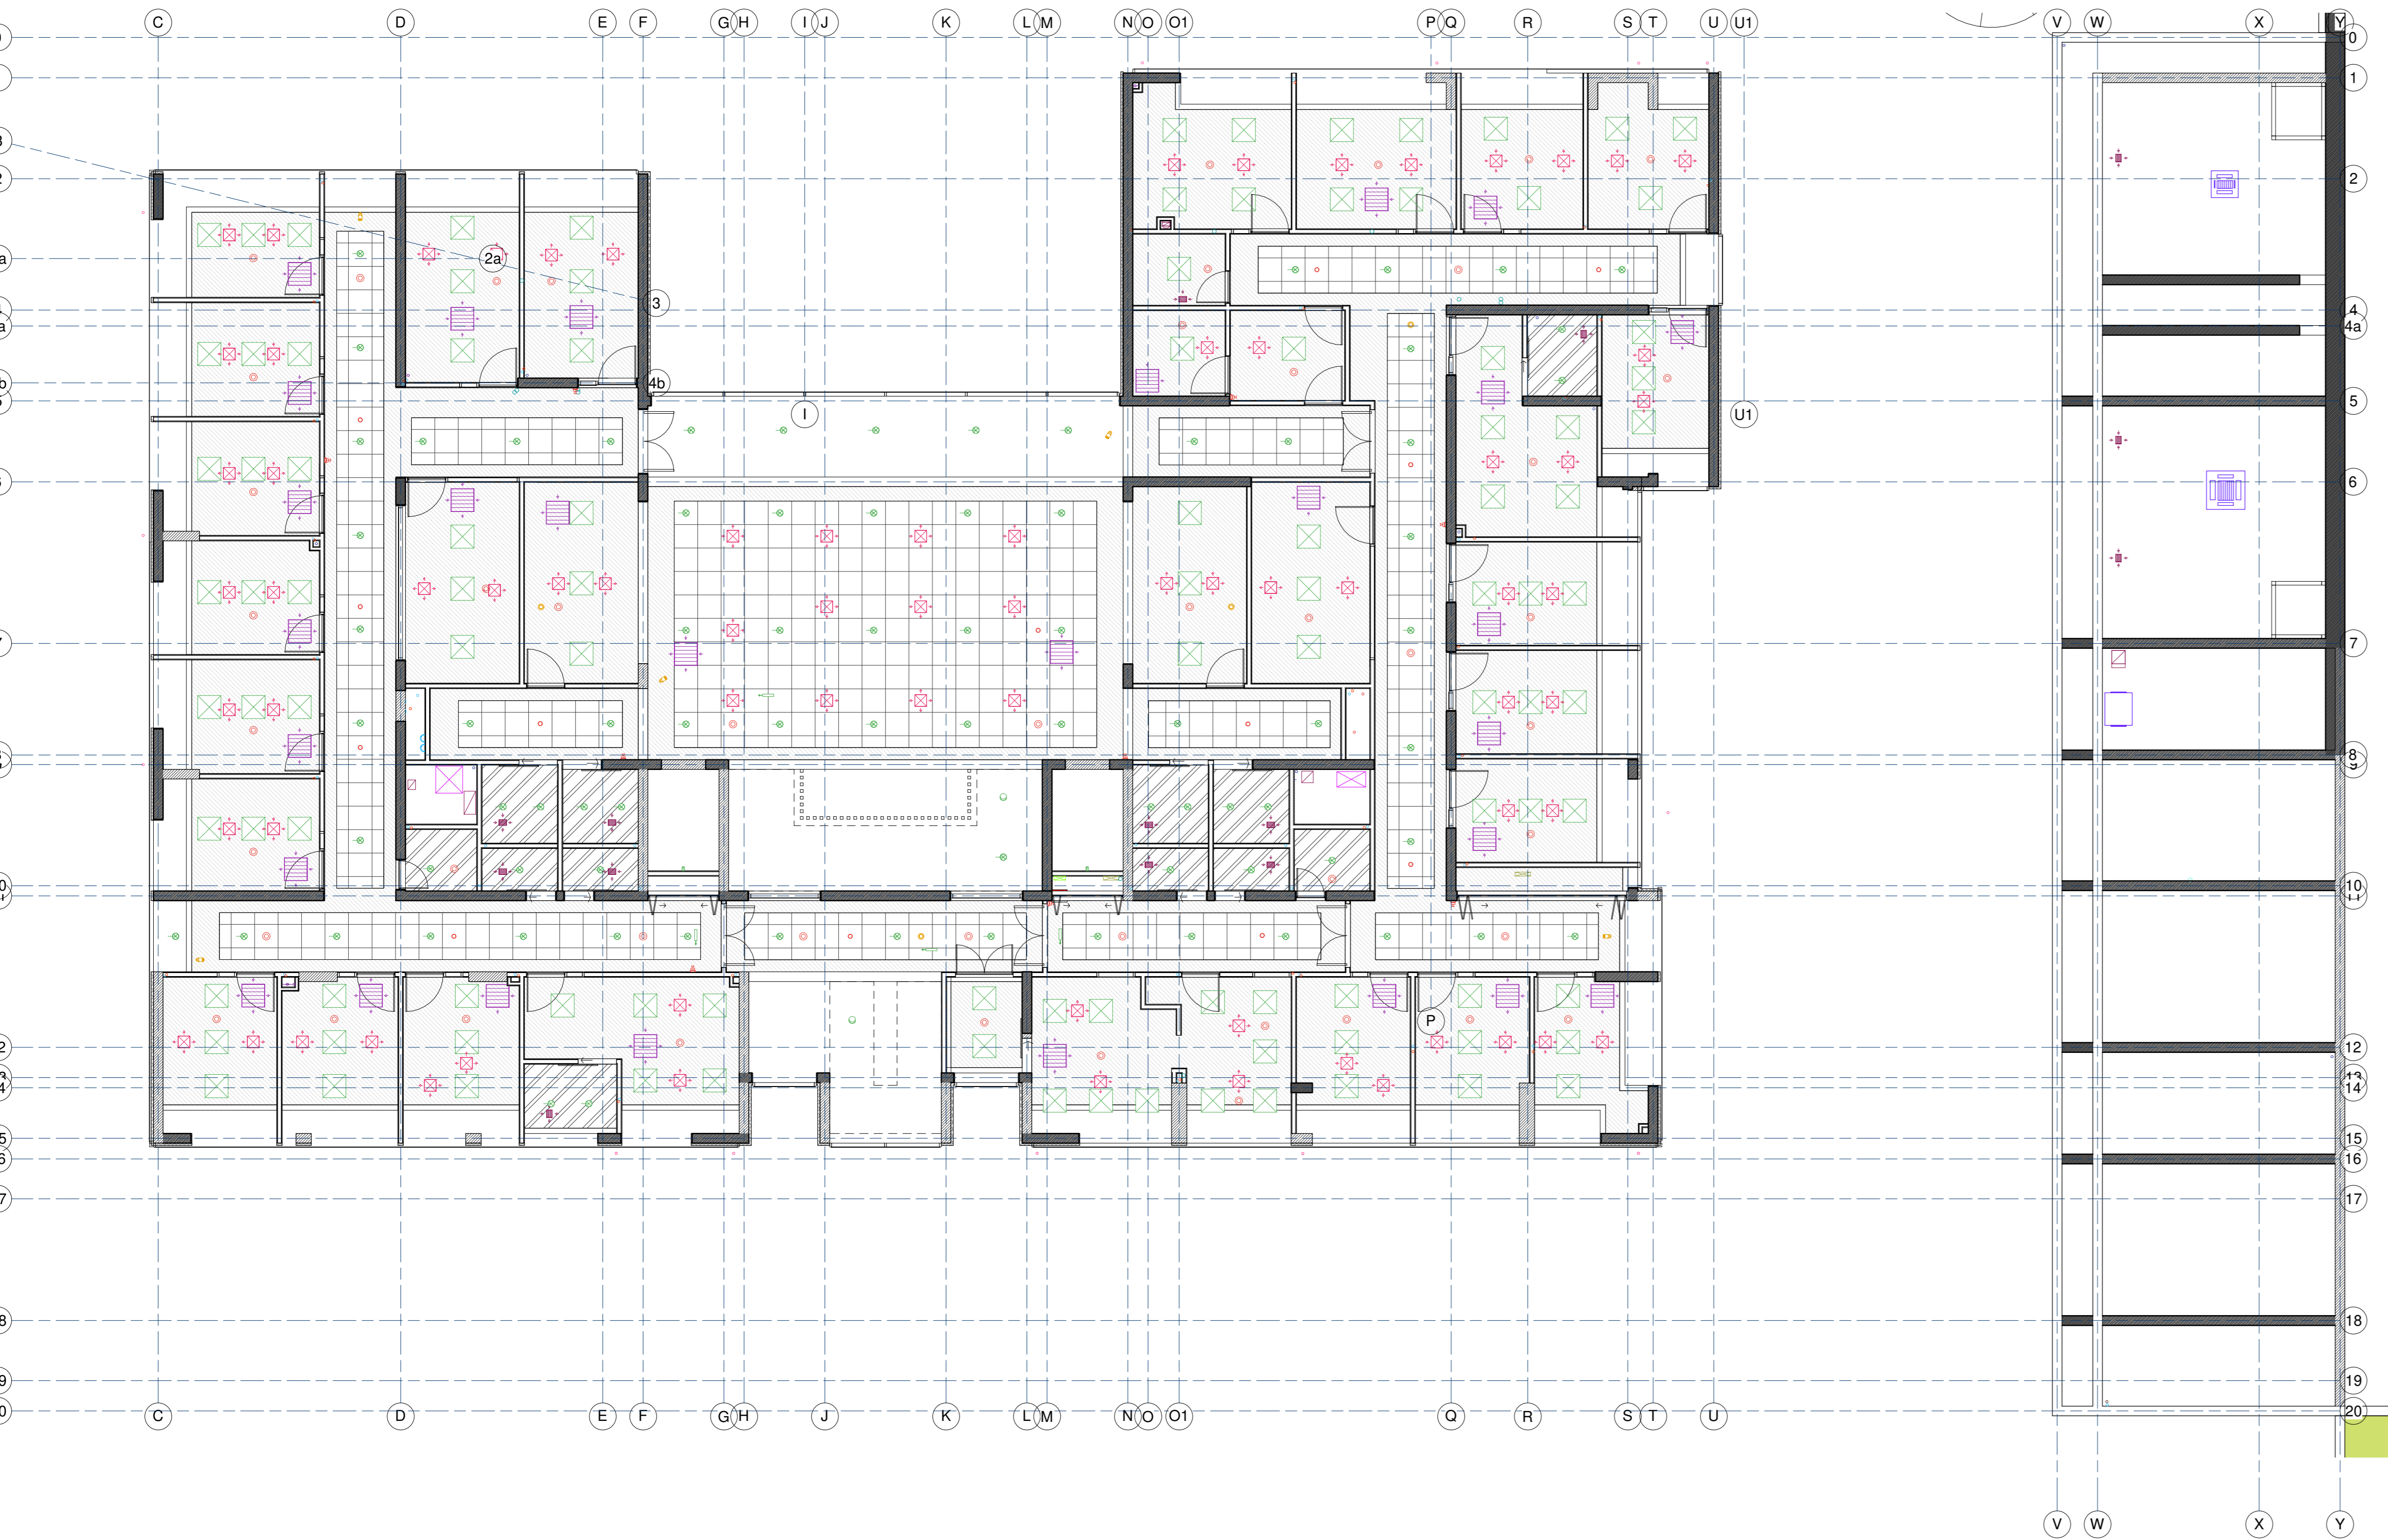 C D E F G H I J K L M N O O1 P Q R S T U U1 V W X Y
0
1
2
2a
3
4
4a
4b
5
I
U1
6
7
8
9
10
11
P
12
13
14
15
16
17
18
19
20
C D E F G H J K L M N O O1 Q R S T U
V W X Y